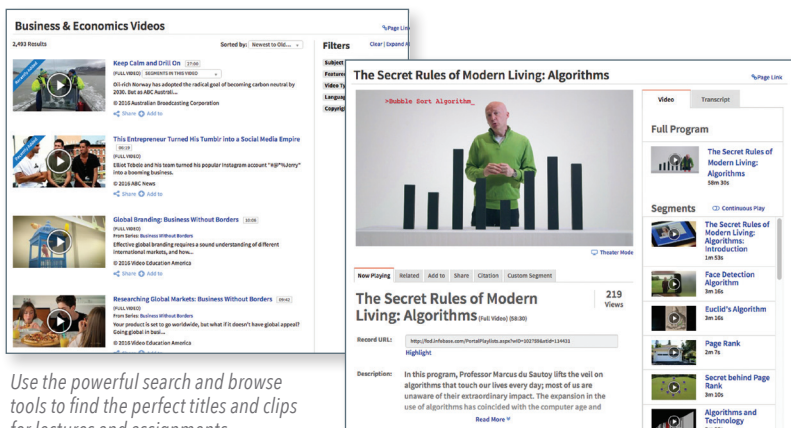 Business & Economics Videos
Page Link
2,493 Results
Sorted by: Newest to Old...
Filters
Clear | Expand
Recently Added
Keep Calm and Drill On 27:00
(FULL VIDEO) SEGMENTS IN THIS VIDEO
Oil-rich Norway has adopted the radical goal of becoming carbon neutral by
2030. But as ABC Australi...
© 2016 Australian Broadcasting Corporation
Share Add to
Recently Added
This Entrepreneur Turned His Tumblr into a Social Media Empire
(FULL VIDEO)
Elliot Tebele and his team turned his popular Instagram account "#@*%Jerry"
into a booming business.
© 2016 ABC News
Share Add to
Global Branding: Business Without Borders
(FULL VIDEO)
From Series: Business Without Borders
Effective global branding requires a sound understanding of different
international markets, and how...
© 2016 Video Education America
Share Add to
Researching Global Markets: Business Without Borders
(FULL VIDEO)
From Series: Business Without Borders
Your product is set to go worldwide, but what if it doesn't have global appeal?
Going global in busi...
© 2016 Video Education America
Subject
Video
Use the powerful search and browse
tools to find the perfect titles and clips
for lectures and assignments
The Secret Rules of Modern Living: Algorithms
Page Link
>Bubble Sort Algorithm_
Theater Mode
Now Playing Related Add to Share Citation Custom Segment
The Secret Rules of Modern
Living: Algorithms (Full Video) (58:30)
219
Views
Record URL:
Highlight
Description: In this program, Professor Marcus du Sautoy lifts the veil on
algorithms that touch our lives every day; most of us are
unaware of their extraordinary impact. The expansion in the
use of algorithms has coincided with the computer age and
Read More
Video Transcript
Full Program
The Secret Rules of
Modern Living:
Algorithms
58m 30s
Segments Continuous Play
The Secret Rules of
Modern Living:
Algorithms:
Introduction
1m 53s
Face Detection
Algorithm
3m 16s
Euclid's Algorithm
3m 16s
Page Rank
2m 7s
Secret behind Page
Rank
3m 10s
Algorithms and
Technology